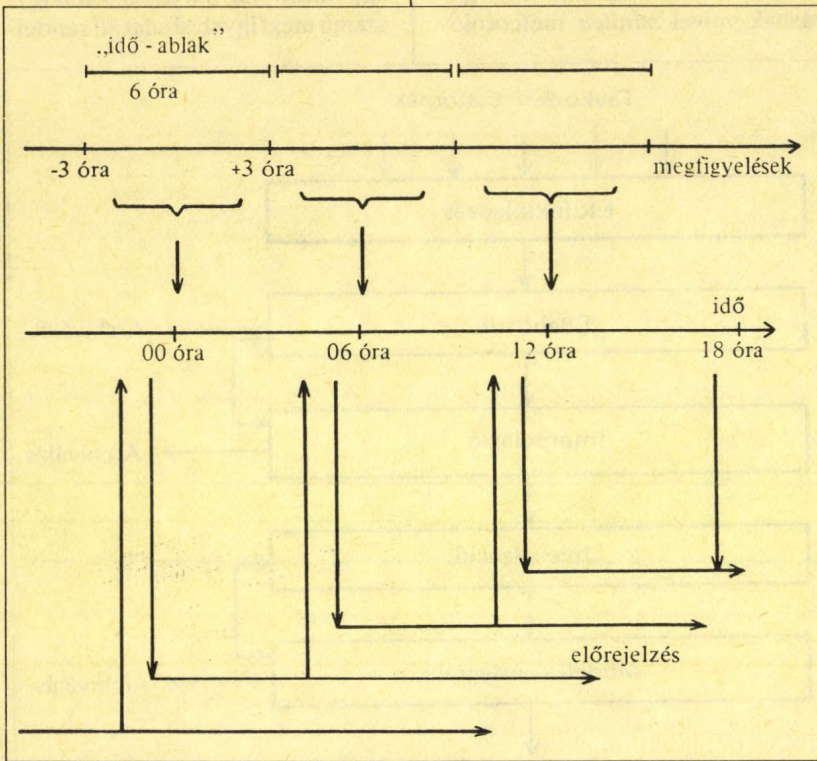 „idő - ablak”
6 óra
-3 óra +3 óra megfigyelések
idő
00 óra 06 óra 12 óra 18 óra
előrejelzés